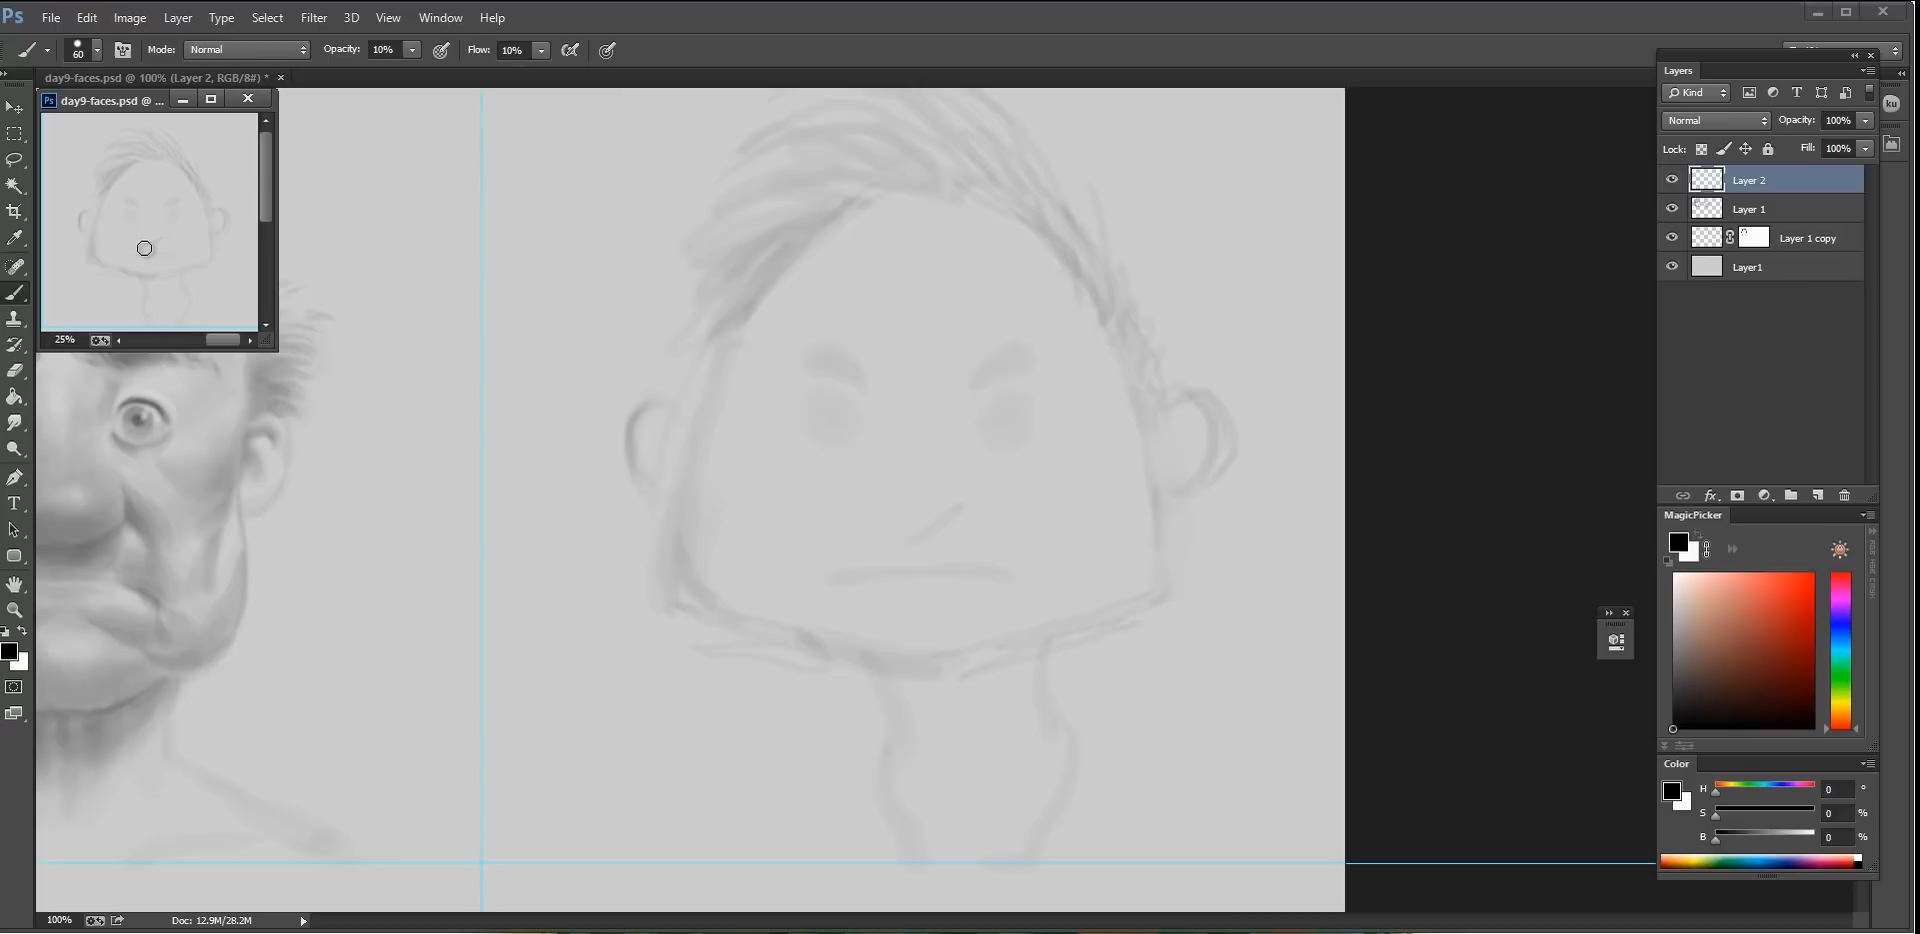 Ps File Edit Image Layer Type Select Filter 3D View Window Help
60 Mode: Normal Opacity: 10% Flow: 10%
day9-faces.psd @ 100% (Layer 2, RGB/8#) * ×
Ps day9-faces.psd @ ...
25%
Layers
Kind
Normal Opacity: 100%
Lock: Fill: 100%
Layer 2
Layer 1
Layer 1 copy
Layer1
ku
fx
MagicPicker
Color
H 0 °
S 0 %
B 0 %
100% Doc: 12.9M/28.2M